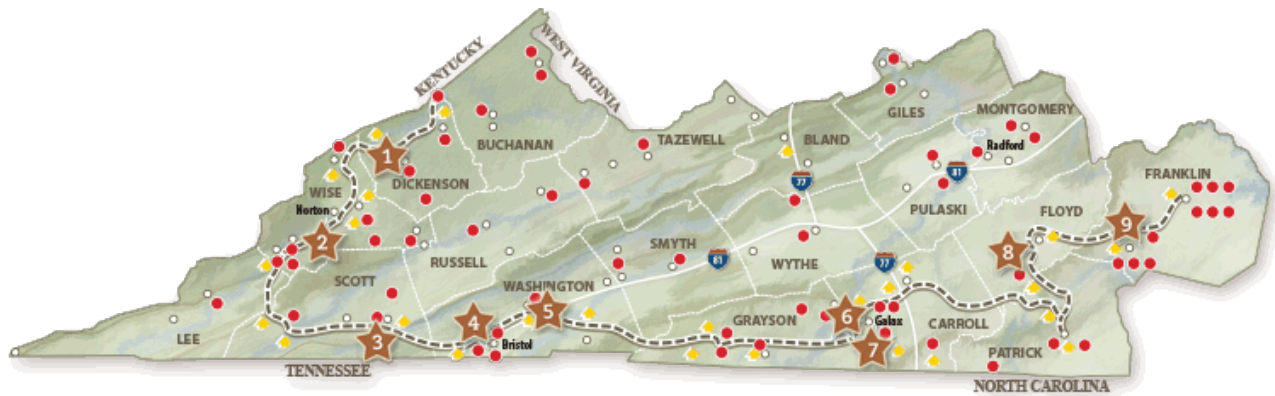 KENTUCKY
WEST VIRGINIA
BUCHANAN
TAZEWELL
BLAND
GILES
MONTGOMERY
Radford
1
DICKENSON
WISE
Norton
2
77
81
PULASKI
FRANKLIN
FLOYD
9
8
SMYTH
81
WYTHE
77
RUSSELL
SCOTT
WASHINGTON
5
4
Bristol
3
LEE
GRAYSON
6
Galax
7
CARROLL
PATRICK
TENNESSEE
NORTH CAROLINA